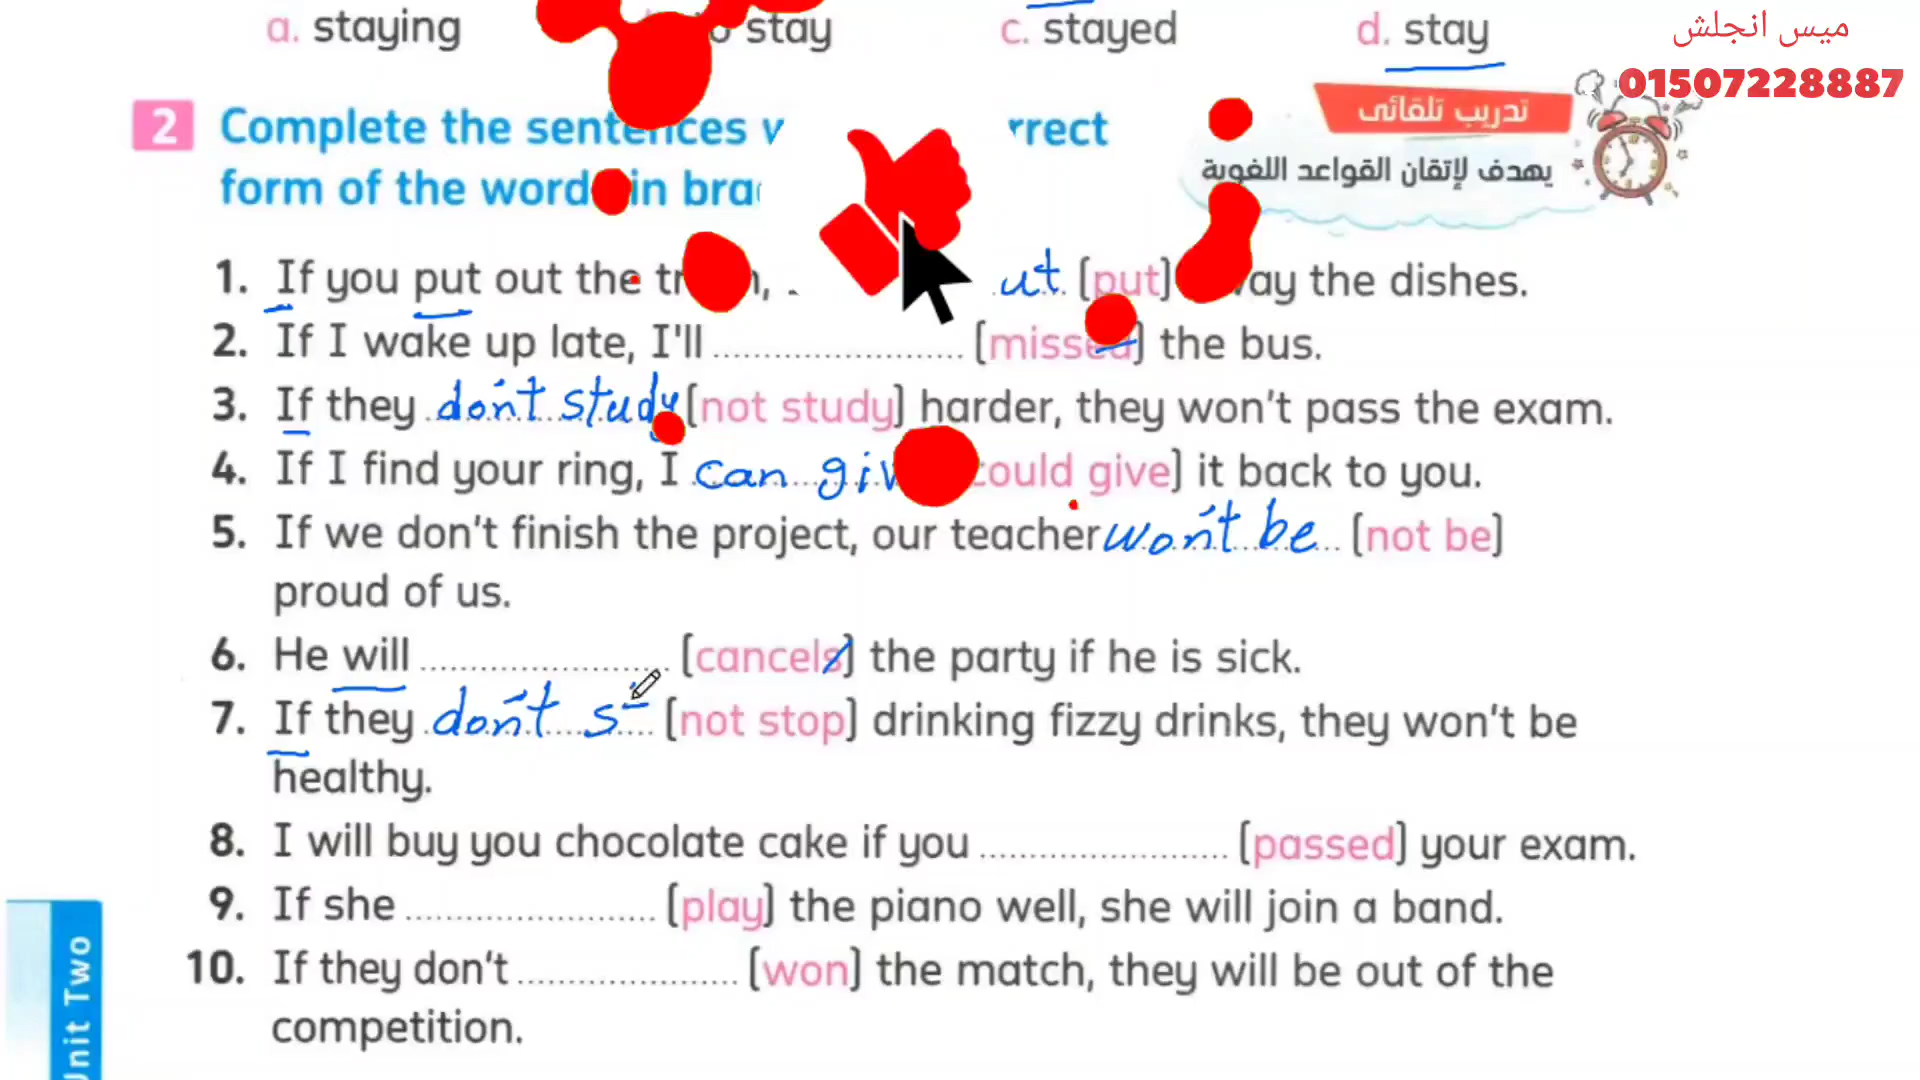 a. staying stay c. stayed d. stay
ميس انجلش
01507228887
2 Complete the sentences rrect
form of the word in bra
تدريب تلقائى
يهدف لإتقان القواعد اللغوية
1. If you put out the ut [put] ay the dishes.
2. If I wake up late, I'll ........................ [missed] the bus.
3. If they don't study [not study] harder, they won't pass the exam.
4. If I find your ring, I can giv ould give] it back to you.
5. If we don't finish the project, our teacher won't be [not be]
proud of us.
6. He will ........................ [cancels] the party if he is sick.
7. If they don't s [not stop] drinking fizzy drinks, they won't be
healthy.
8. I will buy you chocolate cake if you ........................ [passed] your exam.
9. If she ........................ [play] the piano well, she will join a band.
10. If they don't ........................ [won] the match, they will be out of the
competition.
Unit Two